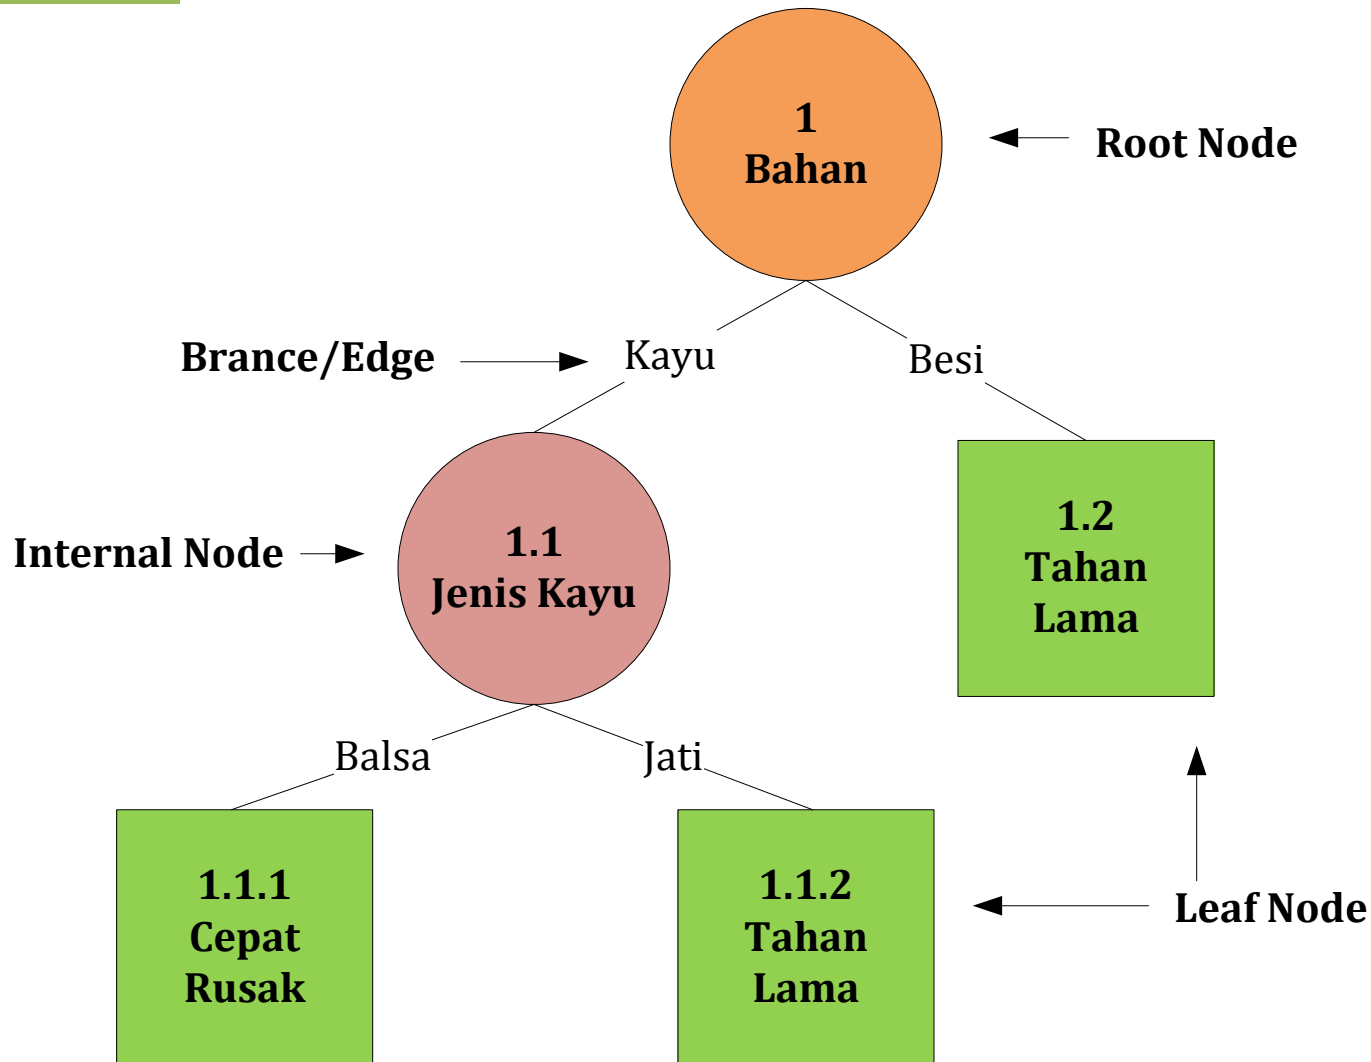 1
Bahan
Root Node
Brance/Edge
Kayu
Besi
Internal Node
1.1
Jenis Kayu
1.2
Tahan
Lama
Balsa
Jati
1.1.1
Cepat
Rusak
1.1.2
Tahan
Lama
Leaf Node